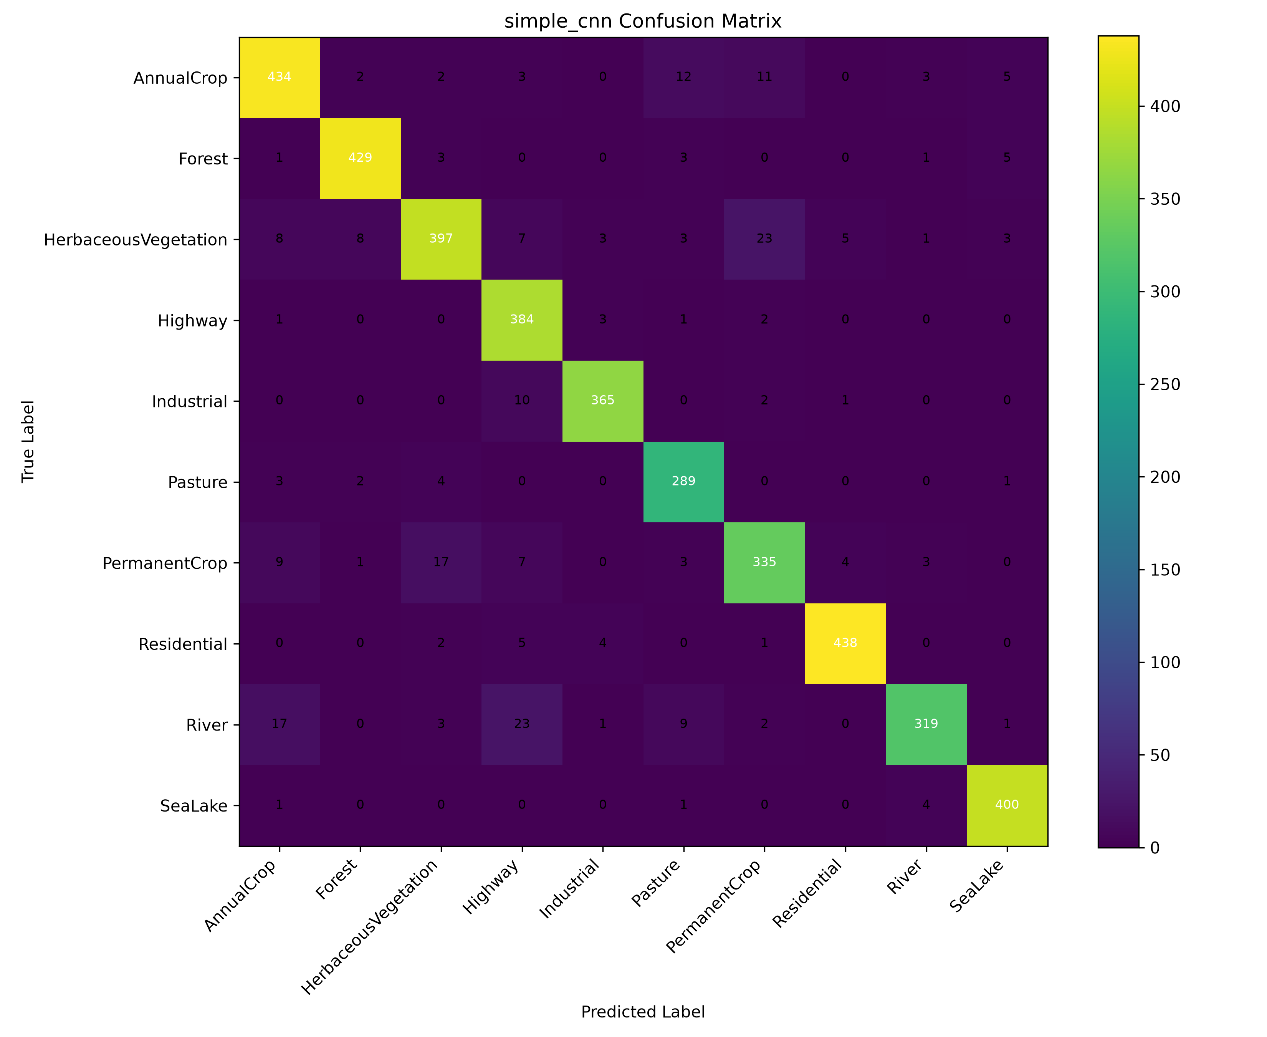 simple_cnn Confusion Matrix
AnnualCrop 434 2 2 3 0 12 11 0 3 5
Forest 1 429 3 0 0 3 0 0 1 5
HerbaceousVegetation 8 8 397 7 3 3 23 5 1 3
Highway 1 0 0 384 3 1 2 0 0 0
Industrial 0 0 0 10 365 0 2 1 0 0
Pasture 3 2 4 0 0 289 0 0 0 1
PermanentCrop 9 1 17 7 0 3 335 4 3 0
Residential 0 0 2 5 4 0 1 438 0 0
River 17 0 3 23 1 9 2 0 319 1
SeaLake 1 0 0 0 0 1 0 0 4 400
True Label
AnnualCrop Forest HerbaceousVegetation Highway Industrial Pasture PermanentCrop Residential River SeaLake
Predicted Label
400
350
300
250
200
150
100
50
0